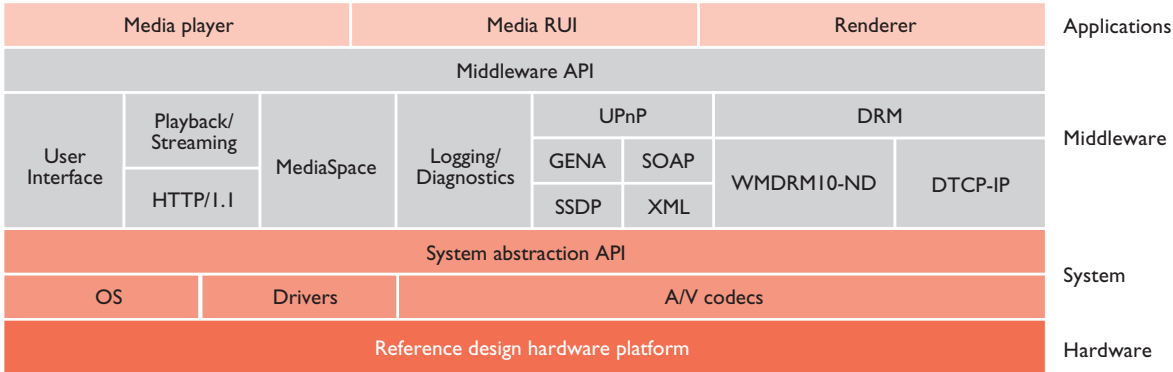 Media player
Media RUI
Renderer
Applications
Middleware API
User
Interface
Playback/
Streaming
HTTP/1.1
MediaSpace
Logging/
Diagnostics
UPnP
GENA
SOAP
SSDP
XML
DRM
WMDRM10-ND
DTCP-IP
Middleware
System abstraction API
OS
Drivers
A/V codecs
System
Reference design hardware platform
Hardware